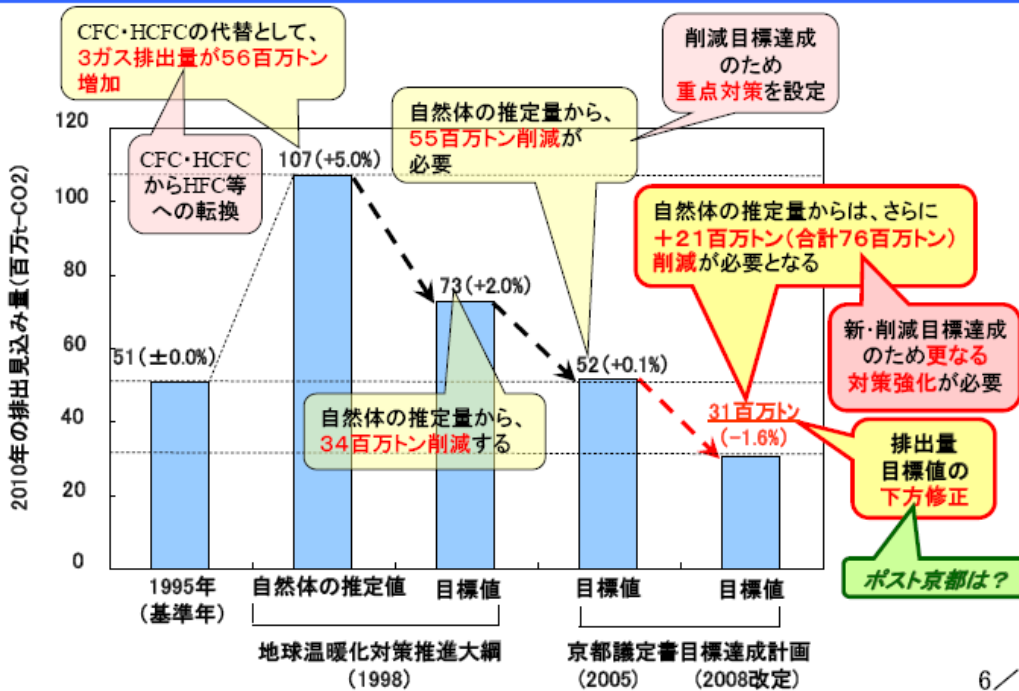 CFC・HCFCの代替として、
3ガス排出量が56百万トン
増加
削減目標達成
のため
重点対策を設定
自然体の推定量から、
55百万トン削減が
必要
CFC・HCFC
からHFC等
への転換
自然体の推定量からは、さらに
＋21百万トン(合計76百万トン)
削減が必要となる
新・削減目標達成
のため更なる
対策強化が必要
自然体の推定量から、
34百万トン削減する
排出量
目標値の
下方修正
ポスト京都は？
2010年の排出見込み量(百万t-CO2)
120
100
80
60
40
20
0
51(±0.0%)
107(+5.0%)
73(+2.0%)
52(+0.1%)
31百万トン
(-1.6%)
1995年
(基準年)
自然体の推定値
目標値
目標値
目標値
地球温暖化対策推進大綱
(1998)
京都議定書目標達成計画
(2005)
(2008改定)
6／